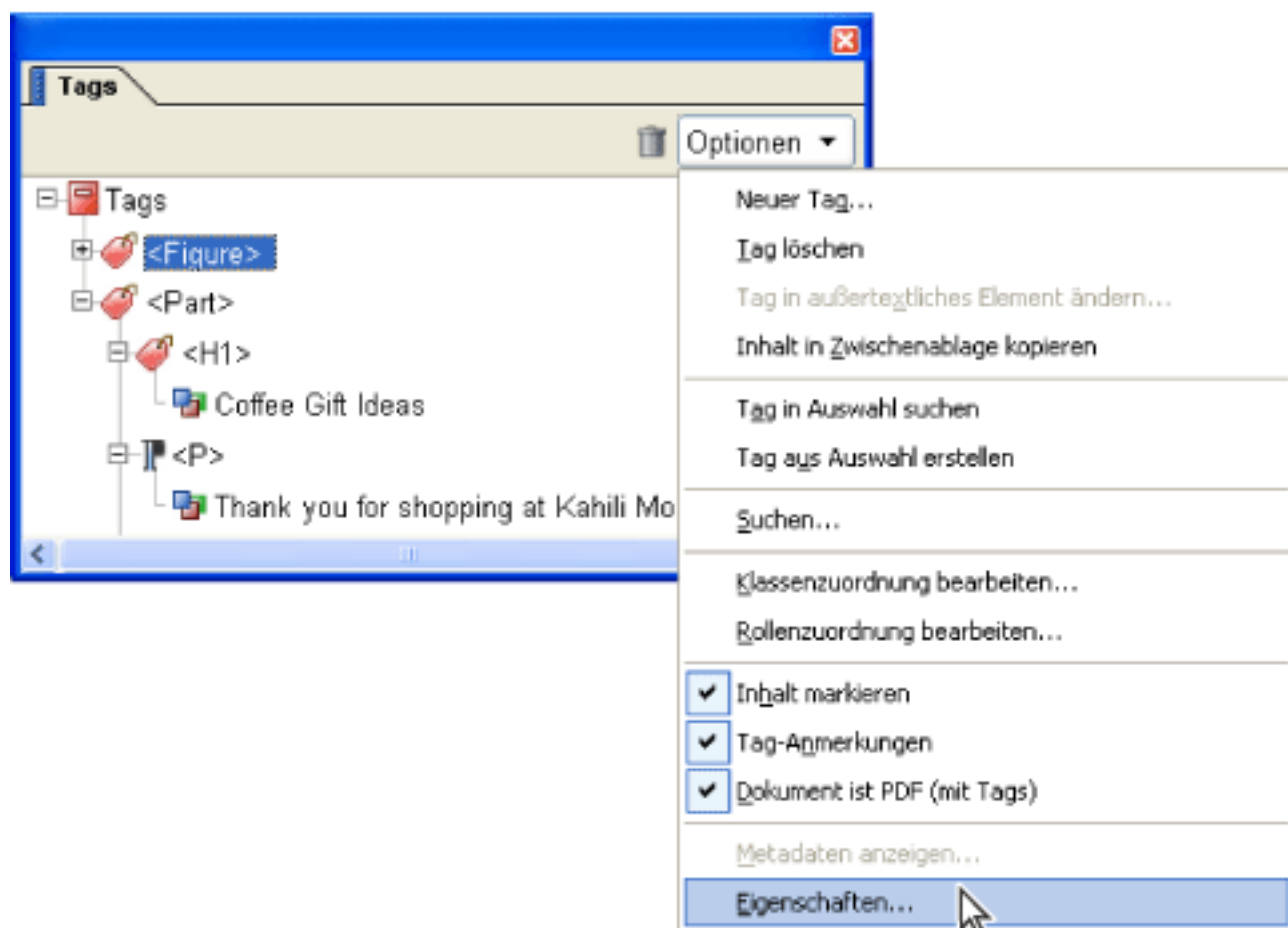 Tags
Optionen
Tags
<Figure>
<Part>
<H1>
Coffee Gift Ideas
<P>
Thank you for shopping at Kahili Mo
Neuer Tag...
Tag löschen
Tag in außertextliches Element ändern...
Inhalt in Zwischenablage kopieren
Tag in Auswahl suchen
Tag aus Auswahl erstellen
Suchen...
Klassenzuordnung bearbeiten...
Rollenzuordnung bearbeiten...
Inhalt markieren
Tag-Anmerkungen
Dokument ist PDF (mit Tags)
Metadaten anzeigen...
Eigenschaften...